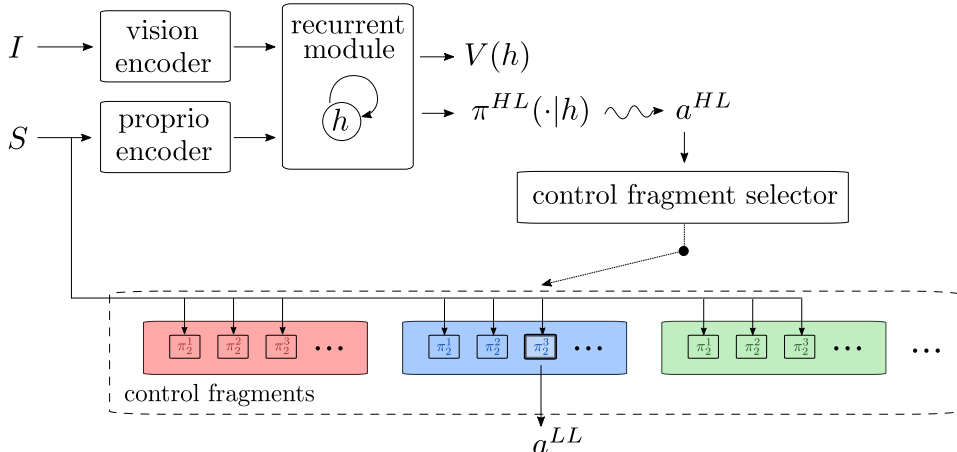 I
vision
encoder
recurrent
module
h
V(h)
S
proprio
encoder
π^{HL}(·|h)
a^{HL}
control fragment selector
π_2^1 π_2^2 π_2^3 •••
π_2^1 π_2^2 π_2^3 •••
π_2^1 π_2^2 π_2^3 •••
•••
control fragments
a^{LL}